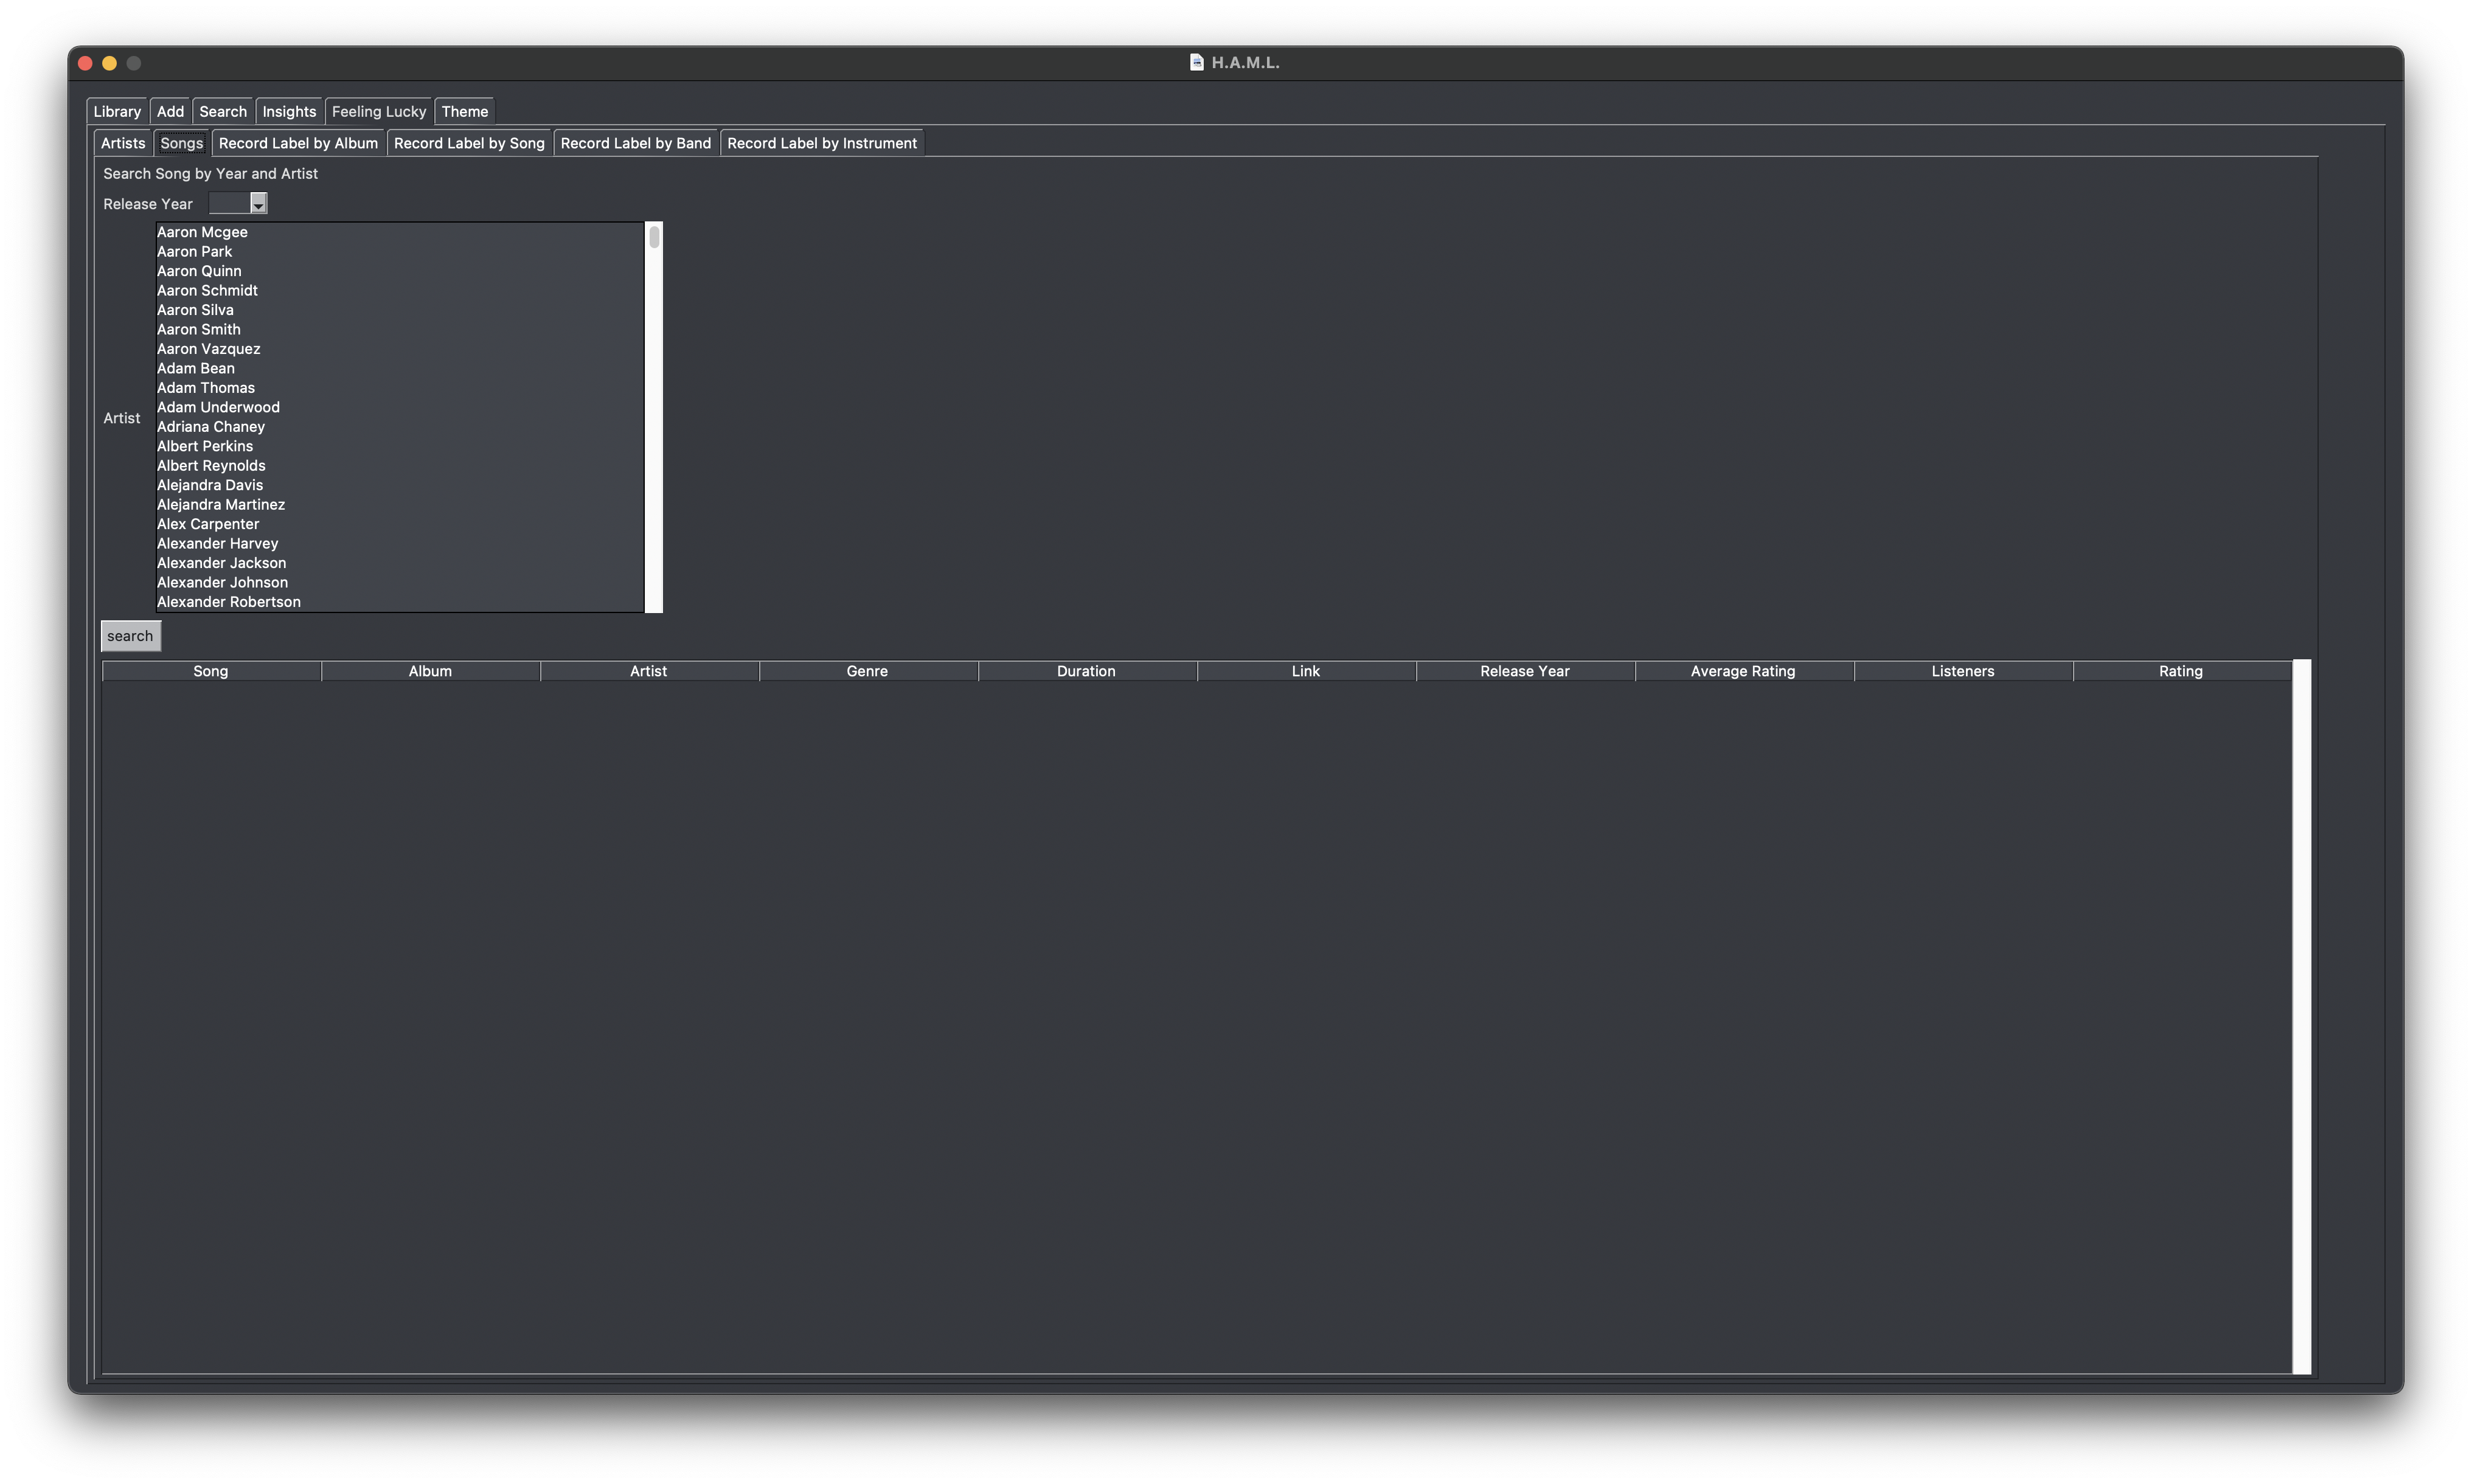 H.A.M.L.
Library Add Search Insights Feeling Lucky Theme
Artists Songs Record Label by Album Record Label by Song Record Label by Band Record Label by Instrument
Search Song by Year and Artist
Release Year
Artist
Aaron Mcgee
Aaron Park
Aaron Quinn
Aaron Schmidt
Aaron Silva
Aaron Smith
Aaron Vazquez
Adam Bean
Adam Thomas
Adam Underwood
Adriana Chaney
Albert Perkins
Albert Reynolds
Alejandra Davis
Alejandra Martinez
Alex Carpenter
Alexander Harvey
Alexander Jackson
Alexander Johnson
Alexander Robertson
search
Song Album Artist Genre Duration Link Release Year Average Rating Listeners Rating